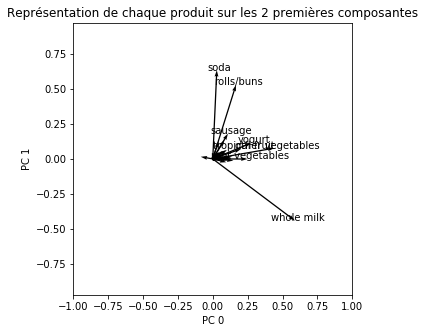 Représentation de chaque produit sur les 2 premières composantes
0.75
soda
rolls/buns
0.50
0.25
sausage
yogurt
vegetables
0.00
vegetables
PC 1
−0.25
whole milk
−0.50
−0.75
−1.00 −0.75 −0.50 −0.25 0.00 0.25 0.50 0.75 1.00
PC 0